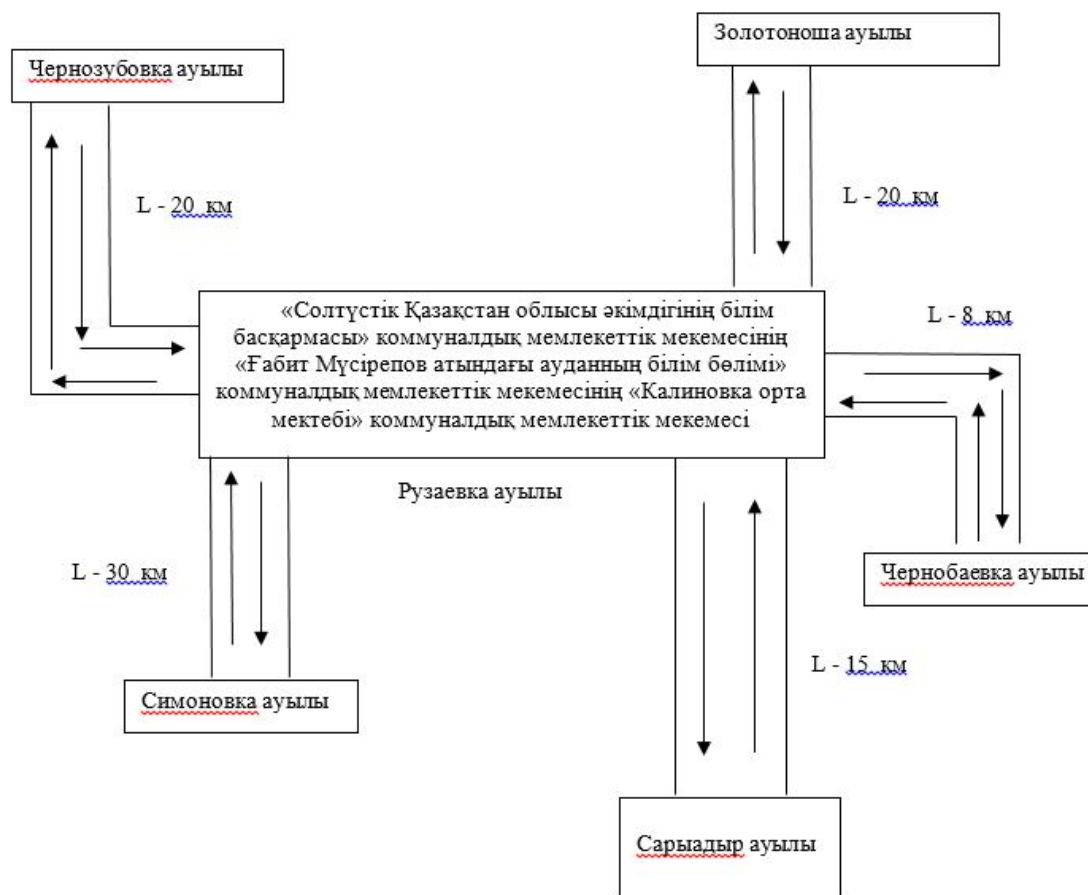 Золотоноша ауылы
Чернозубовка ауылы
L - 20 км
L - 20 км
«Солтүстік Қазақстан облысы әкімдігінің білім
басқармасы» коммуналдық мемлекеттік мекемесінің
«Ғабит Мүсірепов атындағы ауданның білім бөлімі»
коммуналдық мемлекеттік мекемесінің «Калиновка орта
мектебі» коммуналдық мемлекеттік мекемесі
L - 8 км
Рузаевка ауылы
L - 30 км
Чернобаевка ауылы
L - 15 км
Симоновка ауылы
Сарыадыр ауылы